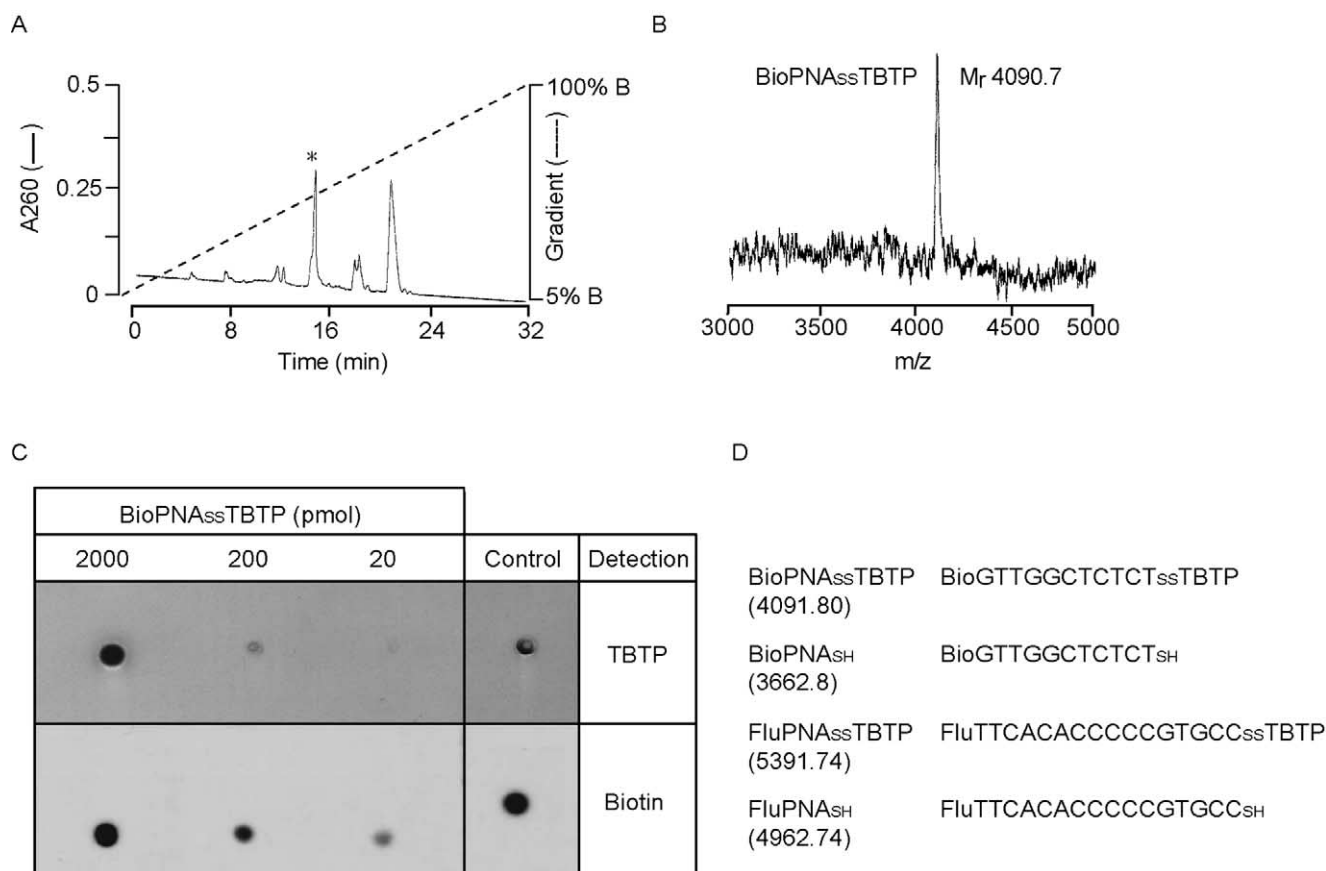 A
0.5
0.25
0
A260 (—)
*
100% B
5% B
Gradient (-----)
0 8 16 24 32
Time (min)
B
BioPNAssTBTP Mr 4090.7
3000 3500 4000 4500 5000
m/z
C
BioPNAssTBTP (pmol)
2000 200 20 Control Detection
TBTP
Biotin
D
BioPNAssTBTP BioGTTGGCTCTCTssTBTP
(4091.80)
BioPNASH BioGTTGGCTCTCTSH
(3662.8)
FluPNAssTBTP FluTTCACACCCCCGTGCCssTBTP
(5391.74)
FluPNASH FluTTCACACCCCCGTGCCSH
(4962.74)